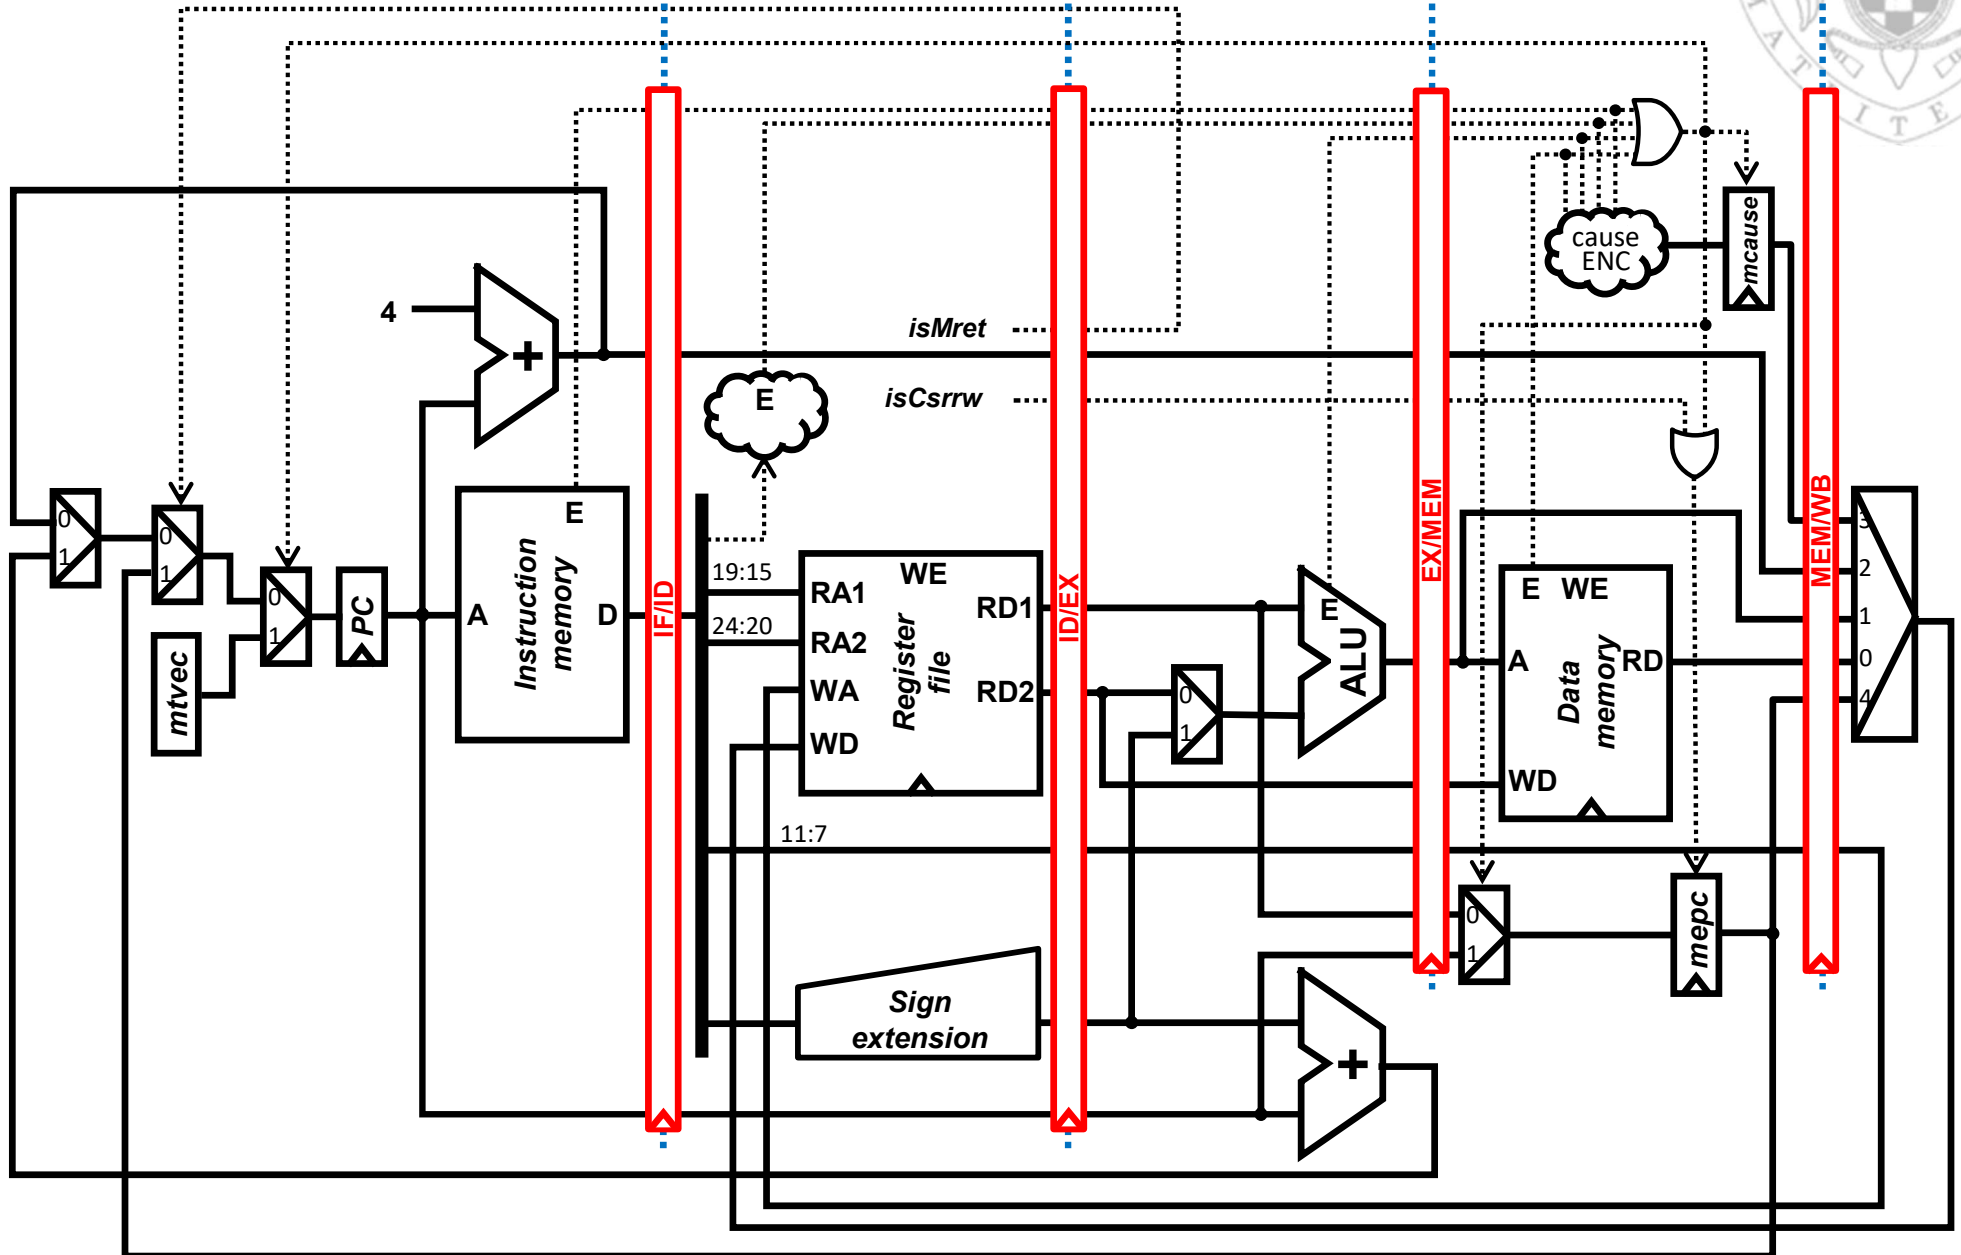 M A T R I T E
4
+
isMret
isCsrrw
cause
ENC
mcause
E
0
1
0
1
0
1
mtvec
PC
A
E
Instruction
memory
D
IF/ID
19:15
24:20
11:7
WE
RA1
RA2
WA
WD
Register
file
RD1
RD2
ID/EX
Sign
extension
0
1
E
ALU
+
EX/MEM
E WE
A
RD
Data
memory
WD
0
1
mepc
MEM/WB
3
2
1
0
4